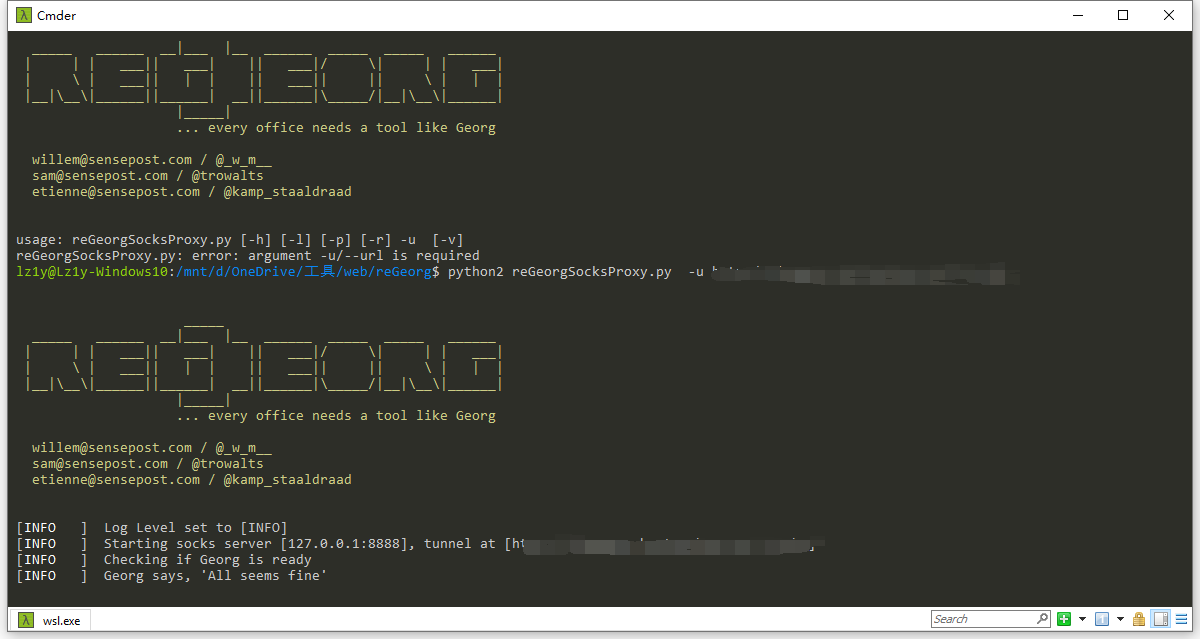 Cmder
... every office needs a tool like Georg
willem@sensepost.com / @_w_m__
sam@sensepost.com / @trowalts
etienne@sensepost.com / @kamp_staaldraad
usage: reGeorgSocksProxy.py [-h] [-l] [-p] [-r] -u  [-v]
reGeorgSocksProxy.py: error: argument -u/--url is required
lz1y@Lz1y-Windows10:/mnt/d/OneDrive/工具/web/reGeorg$ python2 reGeorgSocksProxy.py  -u
... every office needs a tool like Georg
willem@sensepost.com / @_w_m__
sam@sensepost.com / @trowalts
etienne@sensepost.com / @kamp_staaldraad
[INFO   ]  Log Level set to [INFO]
[INFO   ]  Starting socks server [127.0.0.1:8888], tunnel at [
[INFO   ]  Checking if Georg is ready
[INFO   ]  Georg says, 'All seems fine'
wsl.exe
Search